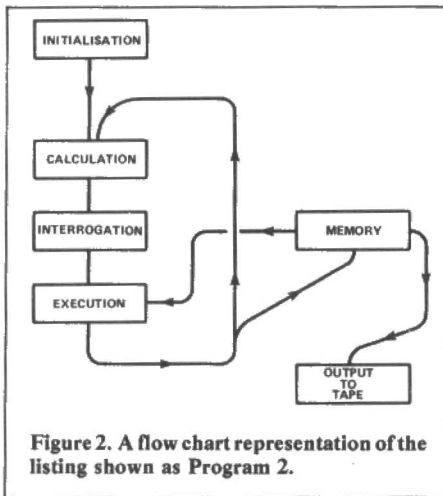 INITIALISATION
CALCULATION
INTERROGATION
MEMORY
EXECUTION
OUTPUT
TO
TAPE
Figure 2. A flow chart representation of the
listing shown as Program 2.